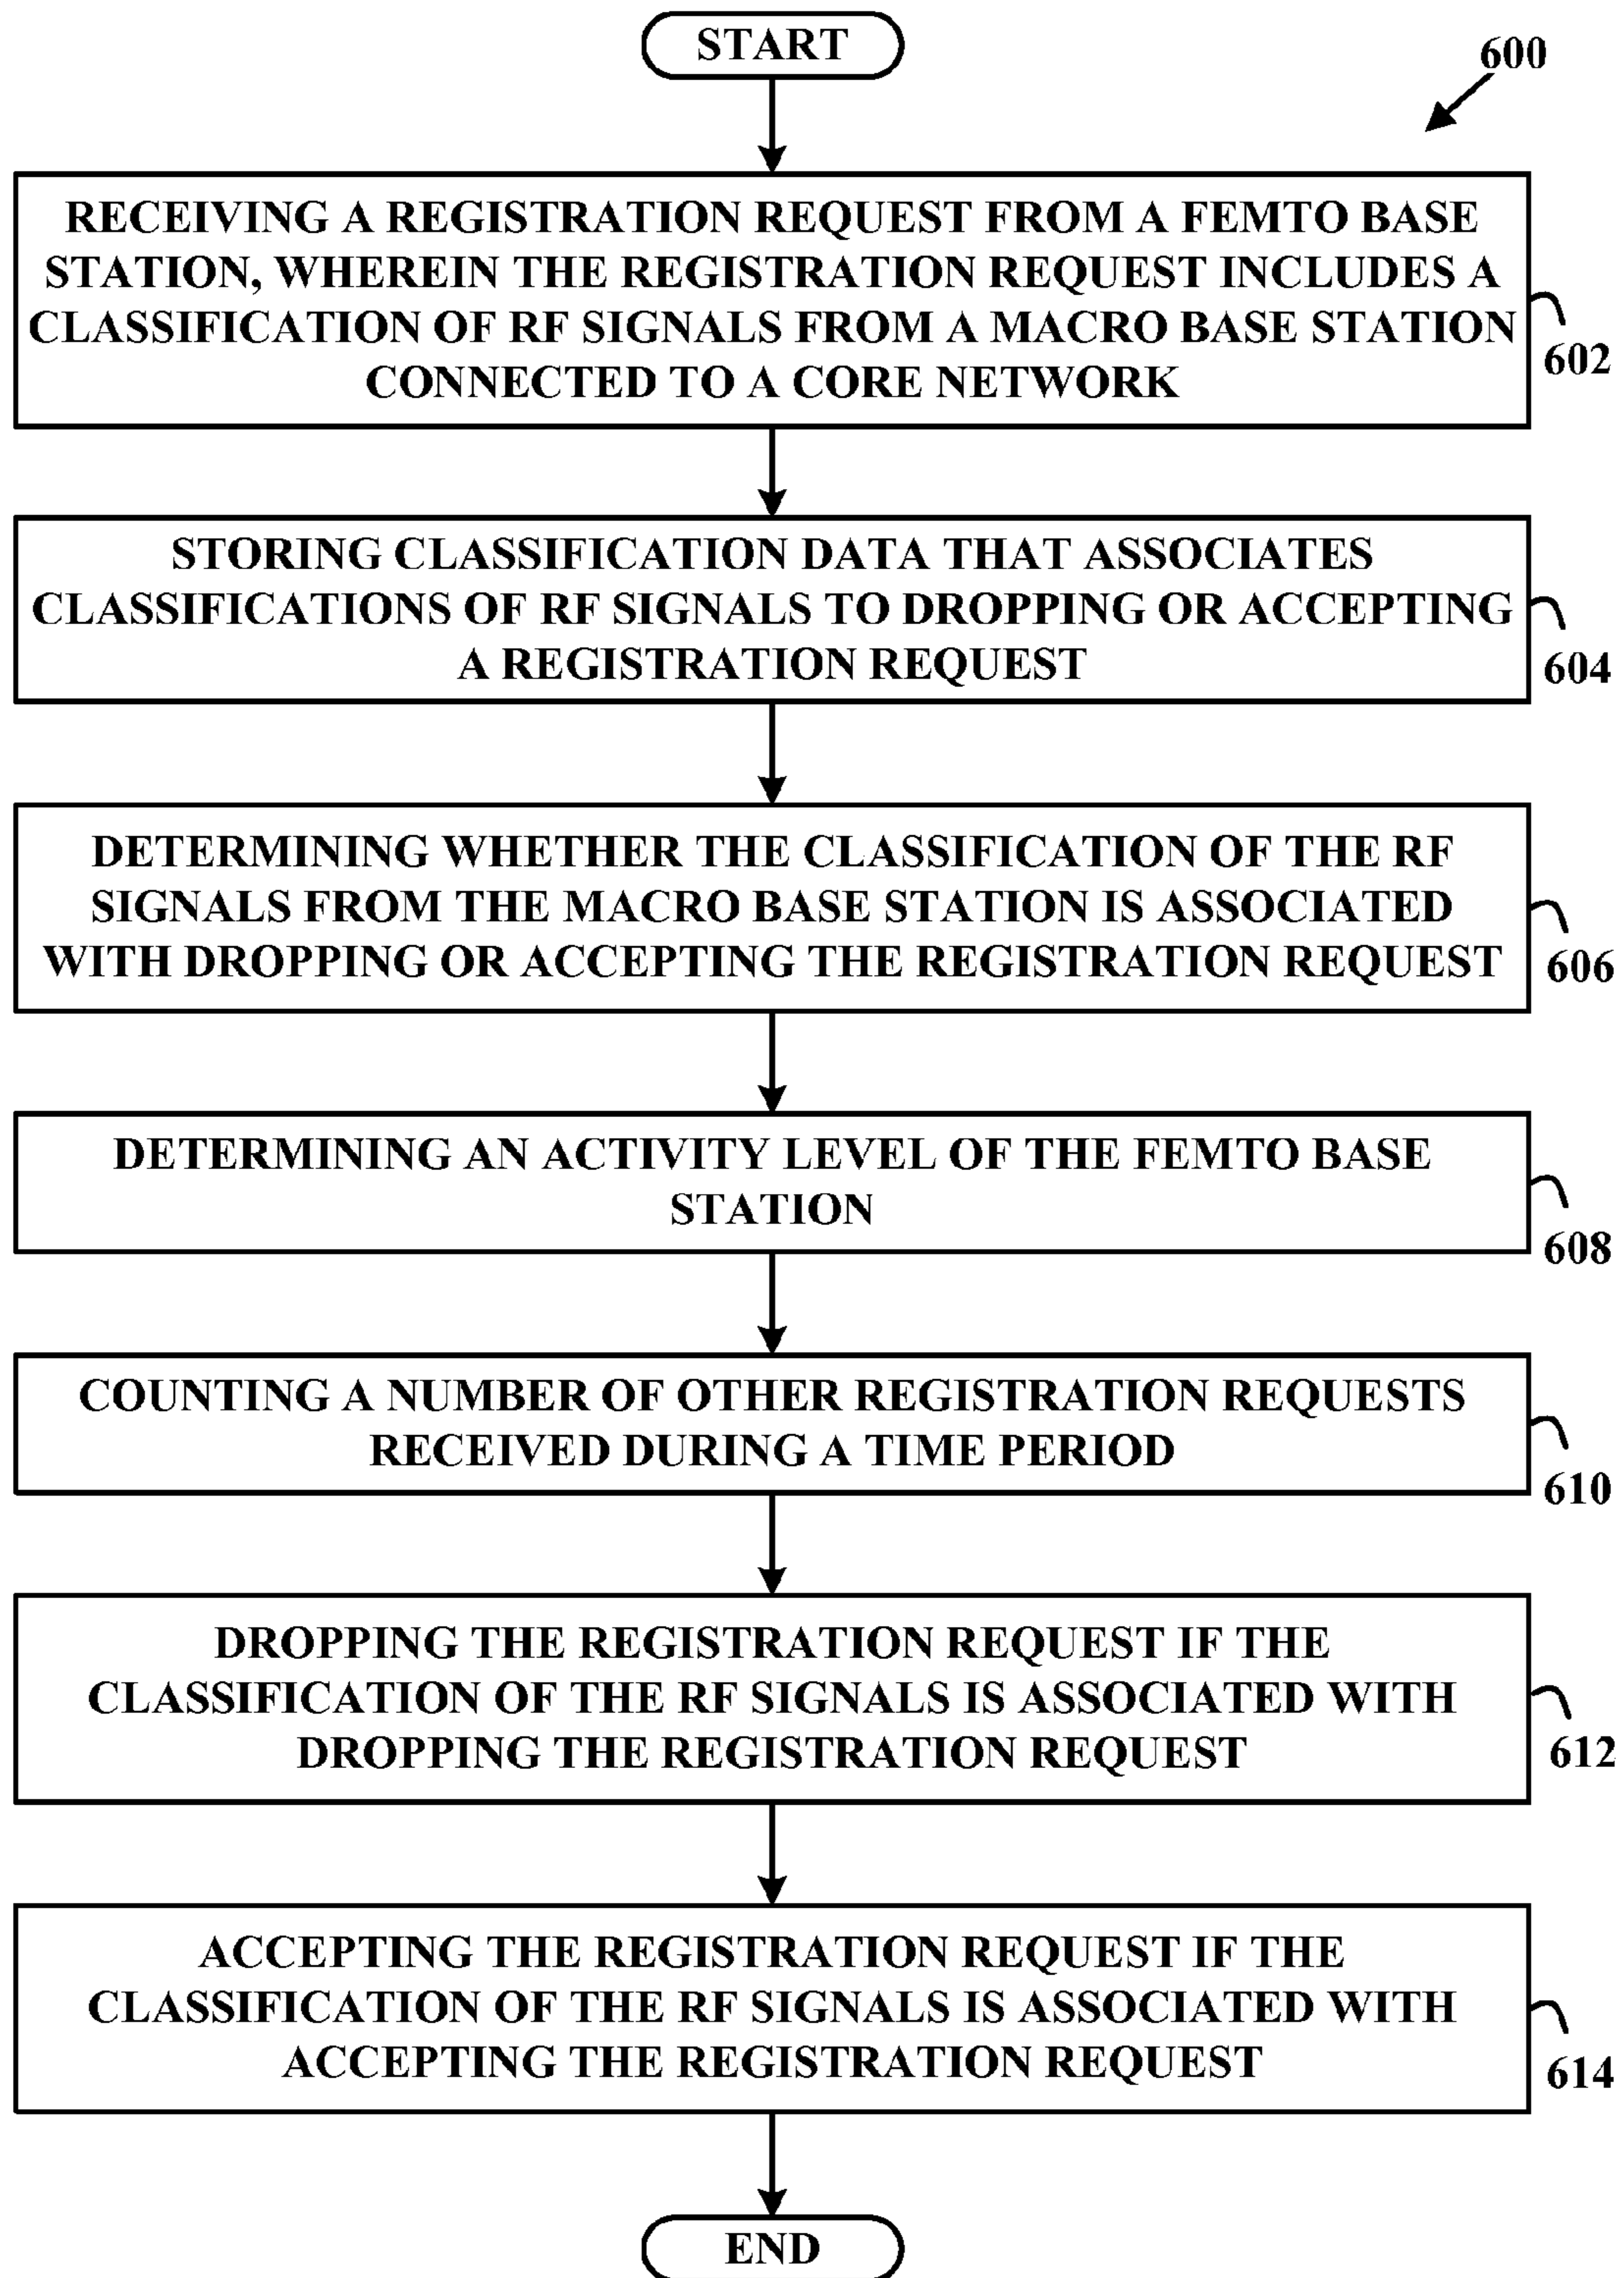 START
600
RECEIVING A REGISTRATION REQUEST FROM A FEMTO BASE
STATION, WHEREIN THE REGISTRATION REQUEST INCLUDES A
CLASSIFICATION OF RF SIGNALS FROM A MACRO BASE STATION
CONNECTED TO A CORE NETWORK
602
STORING CLASSIFICATION DATA THAT ASSOCIATES
CLASSIFICATIONS OF RF SIGNALS TO DROPPING OR ACCEPTING
A REGISTRATION REQUEST
604
DETERMINING WHETHER THE CLASSIFICATION OF THE RF
SIGNALS FROM THE MACRO BASE STATION IS ASSOCIATED
WITH DROPPING OR ACCEPTING THE REGISTRATION REQUEST
606
DETERMINING AN ACTIVITY LEVEL OF THE FEMTO BASE
STATION
608
COUNTING A NUMBER OF OTHER REGISTRATION REQUESTS
RECEIVED DURING A TIME PERIOD
610
DROPPING THE REGISTRATION REQUEST IF THE
CLASSIFICATION OF THE RF SIGNALS IS ASSOCIATED WITH
DROPPING THE REGISTRATION REQUEST
612
ACCEPTING THE REGISTRATION REQUEST IF THE
CLASSIFICATION OF THE RF SIGNALS IS ASSOCIATED WITH
ACCEPTING THE REGISTRATION REQUEST
614
END